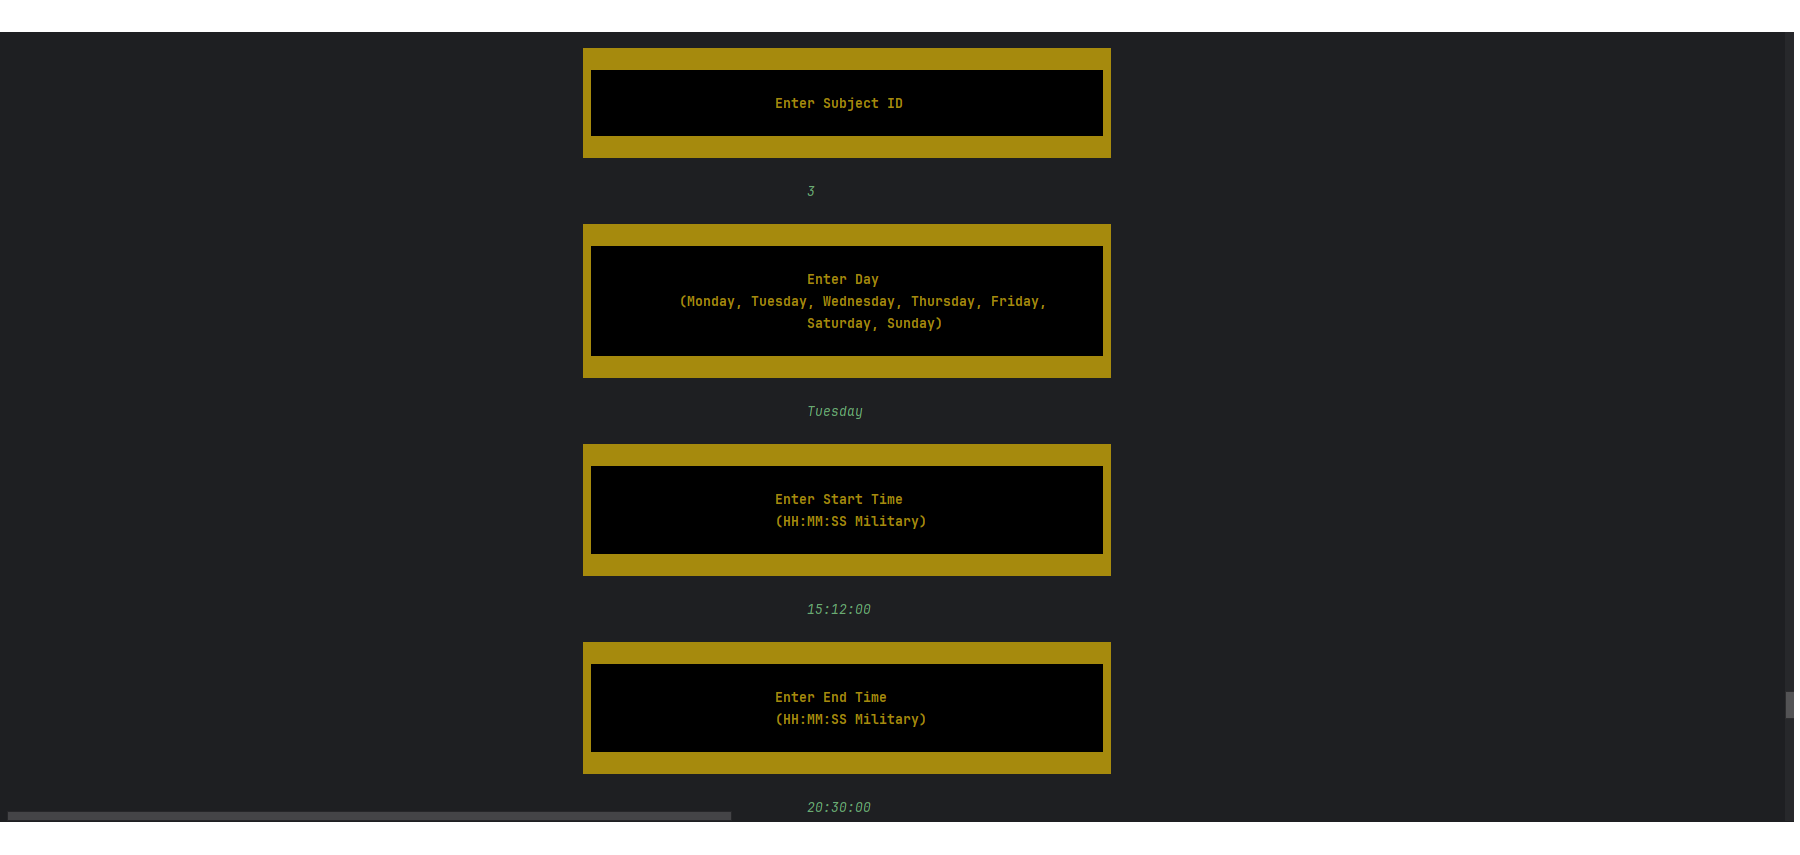 Enter Subject ID
3
Enter Day
(Monday, Tuesday, Wednesday, Thursday, Friday,
Saturday, Sunday)
Tuesday
Enter Start Time
(HH:MM:SS Military)
15:12:00
Enter End Time
(HH:MM:SS Military)
20:30:00